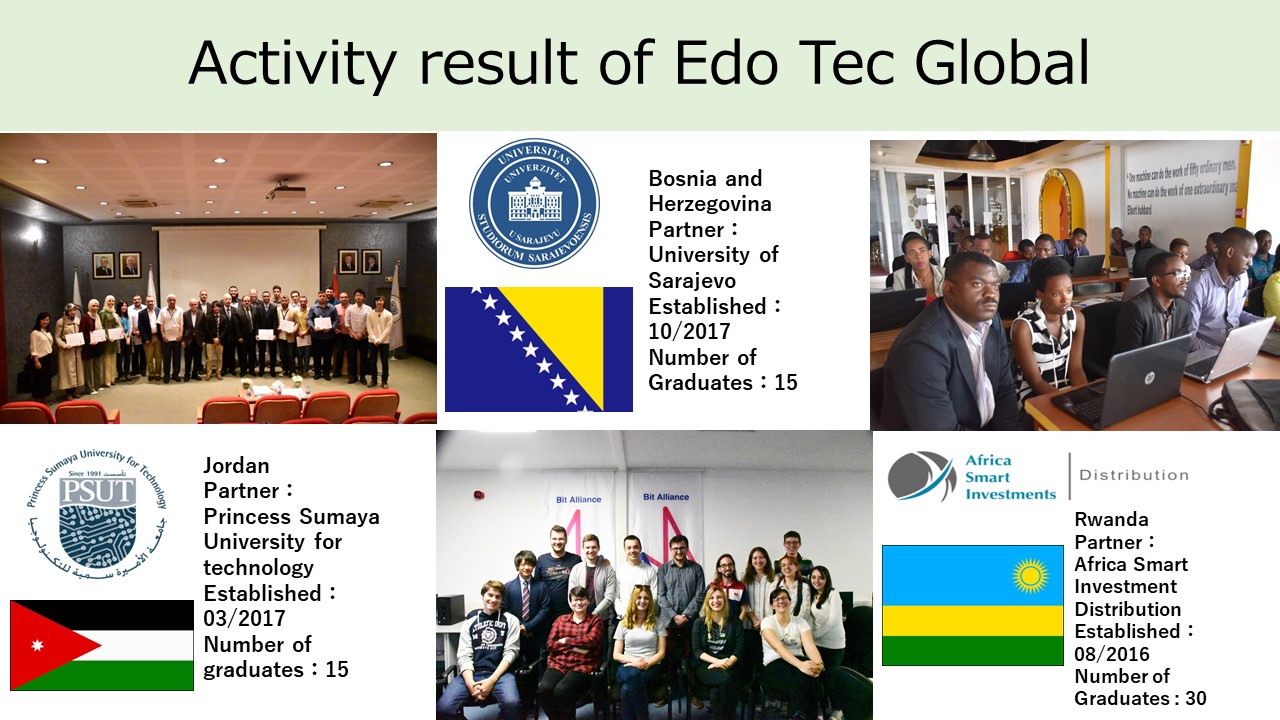 Activity result of Edo Tec Global
UNIVERSITAS
UNIVERZITET
U SARAJEVU
STUDIORUM SARAIEVOENSIS
Bosnia and
Herzegovina
Partner：
University of
Sarajevo
Established：
10/2017
Number of
Graduates：15
"One machine can do the work of fifty ordinary men.
No machine can do the work of one extraordinary ma
Elbert hubbard
hp
Princess Sumaya University for Technology
Since 1991 تأسست
PSUT
جامعة الأميرة سمية للتكنولوجيا
Jordan
Partner：
Princess Sumaya
University for
technology
Established：
03/2017
Number of
graduates：15
Bit Alliance
Bit Alliance
Africa
Smart
Investments
Distribution
Rwanda
Partner：
Africa Smart
Investment
Distribution
Established：
08/2016
Number of
Graduates : 30